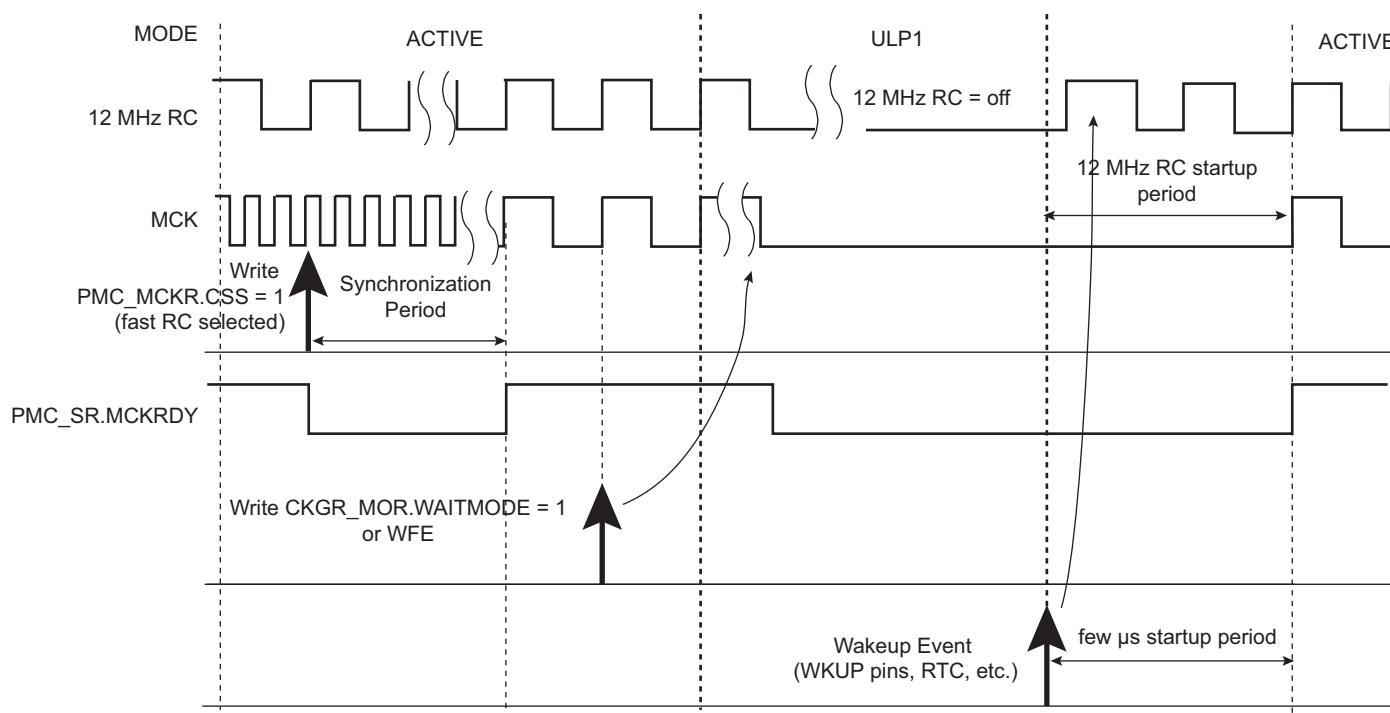 MODE
ACTIVE
ULP1
ACTIVE
12 MHz RC
12 MHz RC = off
12 MHz RC startup
period
MCK
Write
PMC_MCKR.CSS = 1
(fast RC selected)
Synchronization
Period
PMC_SR.MCKRDY
Write CKGR_MOR.WAITMODE = 1
or WFE
Wakeup Event
(WKUP pins, RTC, etc.)
few µs startup period